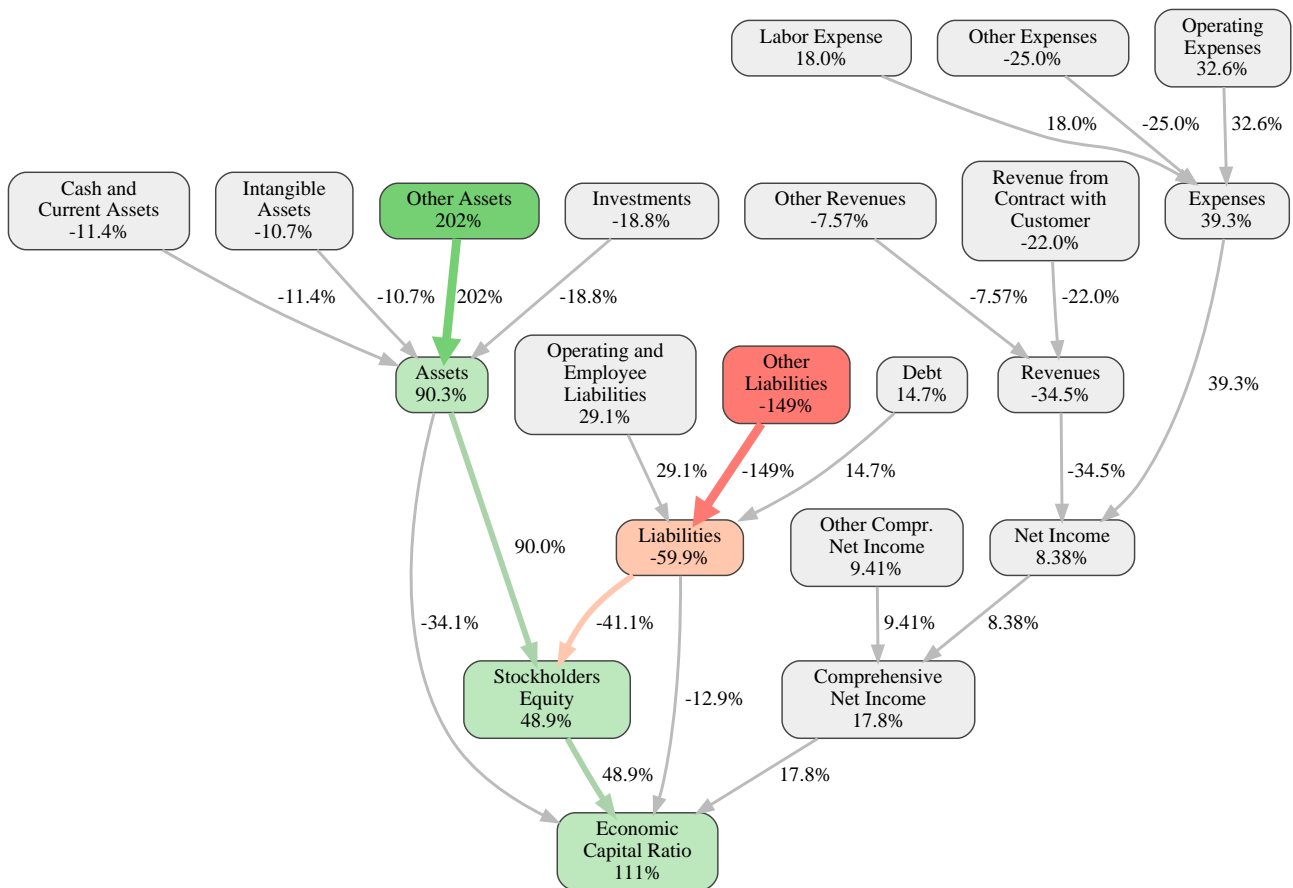 Labor Expense
18.0%
Other Expenses
-25.0%
Operating
Expenses
32.6%
18.0%
-25.0%
32.6%
Cash and
Current Assets
-11.4%
Intangible
Assets
-10.7%
Other Assets
202%
Investments
-18.8%
Other Revenues
-7.57%
Revenue from
Contract with
Customer
-22.0%
Expenses
39.3%
-11.4%
-10.7%
202%
-18.8%
-7.57%
-22.0%
39.3%
Assets
90.3%
Operating and
Employee
Liabilities
29.1%
Other
Liabilities
-149%
Debt
14.7%
Revenues
-34.5%
29.1%
-149%
14.7%
-34.5%
90.0%
Liabilities
-59.9%
Other Compr.
Net Income
9.41%
Net Income
8.38%
-34.1%
-41.1%
-12.9%
9.41%
8.38%
Stockholders
Equity
48.9%
Comprehensive
Net Income
17.8%
48.9%
17.8%
Economic
Capital Ratio
111%